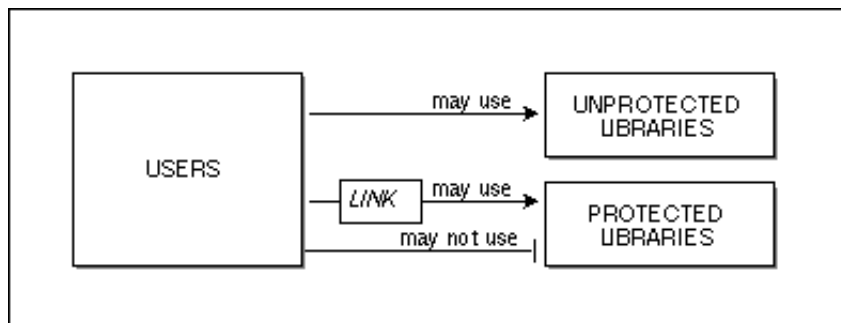 USERS
may use
UNPROTECTED
LIBRARIES
LINK
may use
may not use
PROTECTED
LIBRARIES